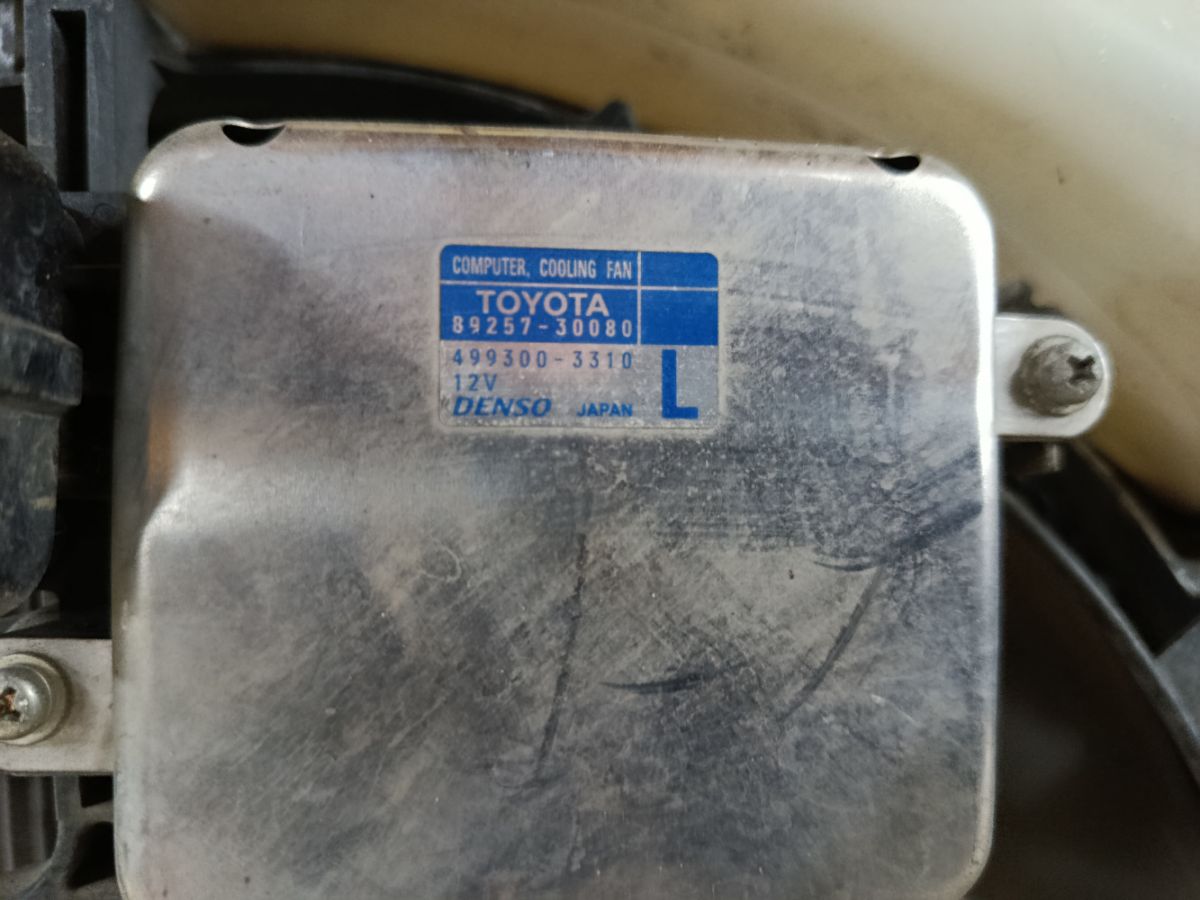 COMPUTER, COOLING FAN
TOYOTA
89257-30080
499300-3310
12V
L
DENSO JAPAN